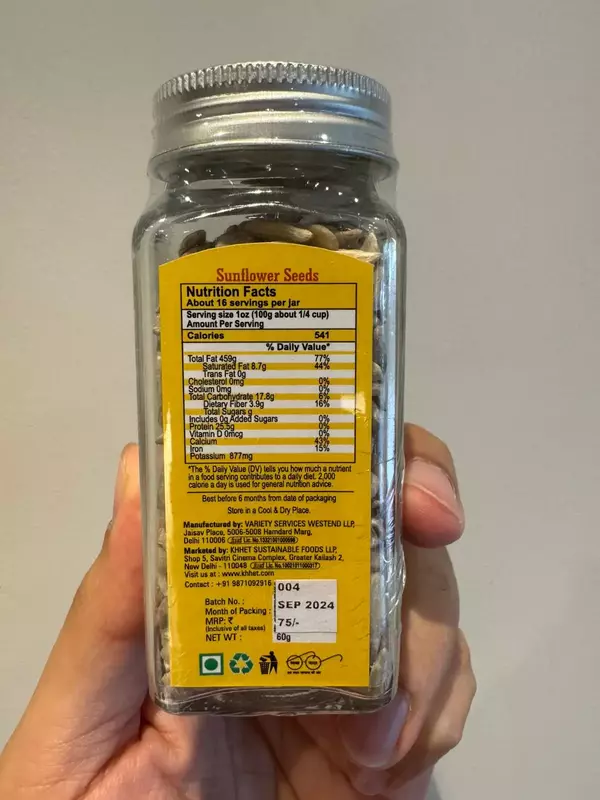 Sunflower Seeds
Nutrition Facts
About 16 servings per jar
Serving size 1oz (100g about 1/4 cup)
Amount Per Serving
Calories 541
% Daily Value*
Total Fat 459g 77%
Saturated Fat 8.7g 44%
Trans Fat 0g
Cholesterol 0mg 0%
Sodium 0mg 0%
Total Carbohydrate 17.8g 6%
Dietary Fiber 3.9g 16%
Total Sugars g
Includes 0g Added Sugars 0%
Protein 25.5g 0%
Vitamin D 0mcg 0%
Calcium 43%
Iron 15%
Potassium 877mg
*The % Daily Value (DV) tells you how much a nutrient
in a food serving contributes to a daily diet. 2,000
calorie a day is used for general nutrition advice.
Best before 6 months from date of packaging
Store in a Cool & Dry Place.
Manufactured by: VARIETY SERVICES WESTEND LLP,
Jaisav Place, 5006-5008 Hamdard Marg,
Delhi 110006 fssai Lic. No.
Marketed by: KHHET SUSTAINABLE FOODS LLP,
Shop 5, Savitri Cinema Complex, Greater Kailash 2,
New Delhi - 110048 fssai Lic. No.
Visit us at : www.khhet.com
Contact : +91 9871092916
Batch No. : 004
Month of Packing : SEP 2024
MRP: ₹ 75/-
(Inclusive of all taxes)
NET WT : 60g